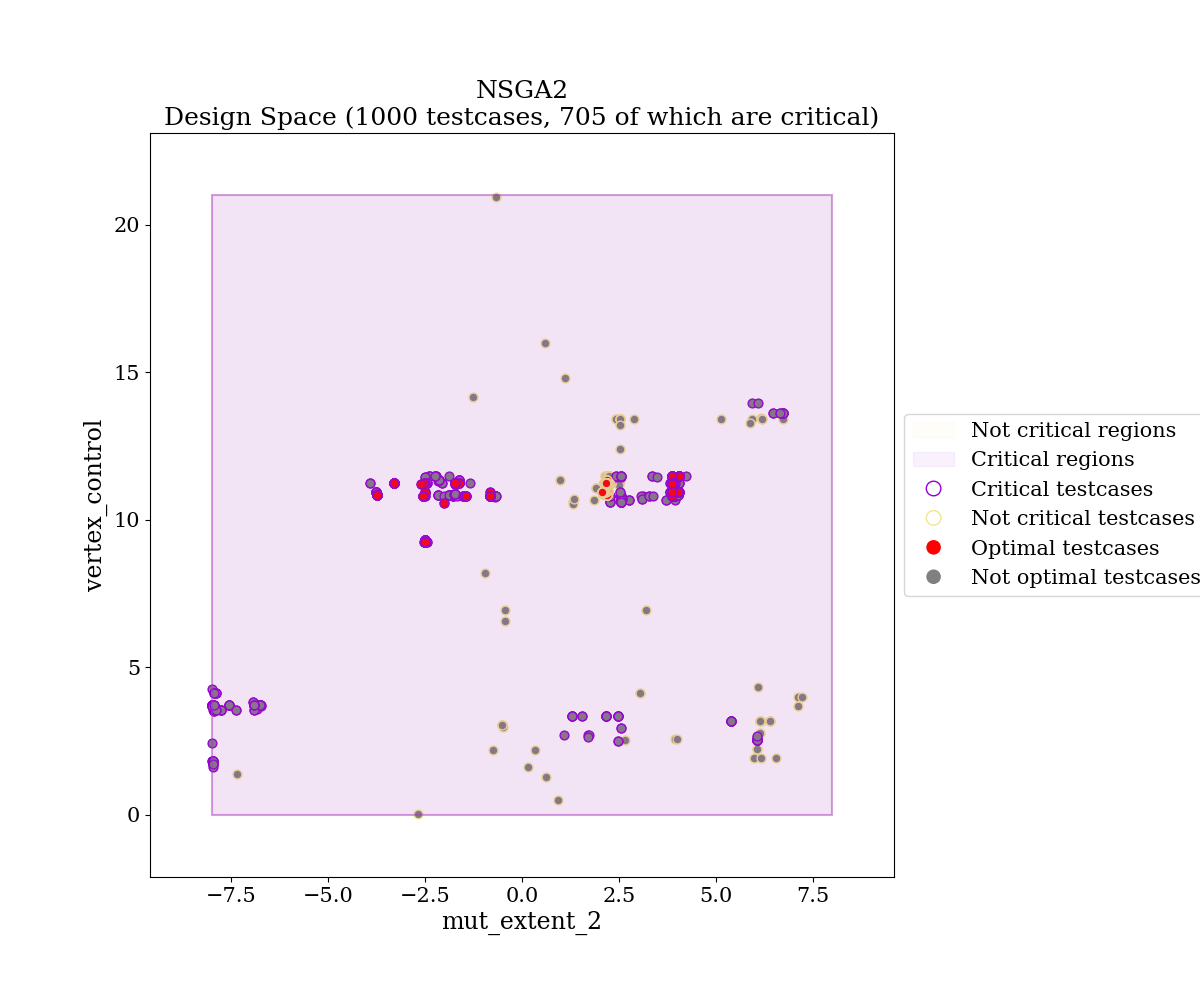 NSGA2
Design Space (1000 testcases, 705 of which are critical)
vertex_control
20
15
10
5
0
−7.5
−5.0
−2.5
0.0
2.5
5.0
7.5
mut_extent_2
Not critical regions
Critical regions
Critical testcases
Not critical testcases
Optimal testcases
Not optimal testcases